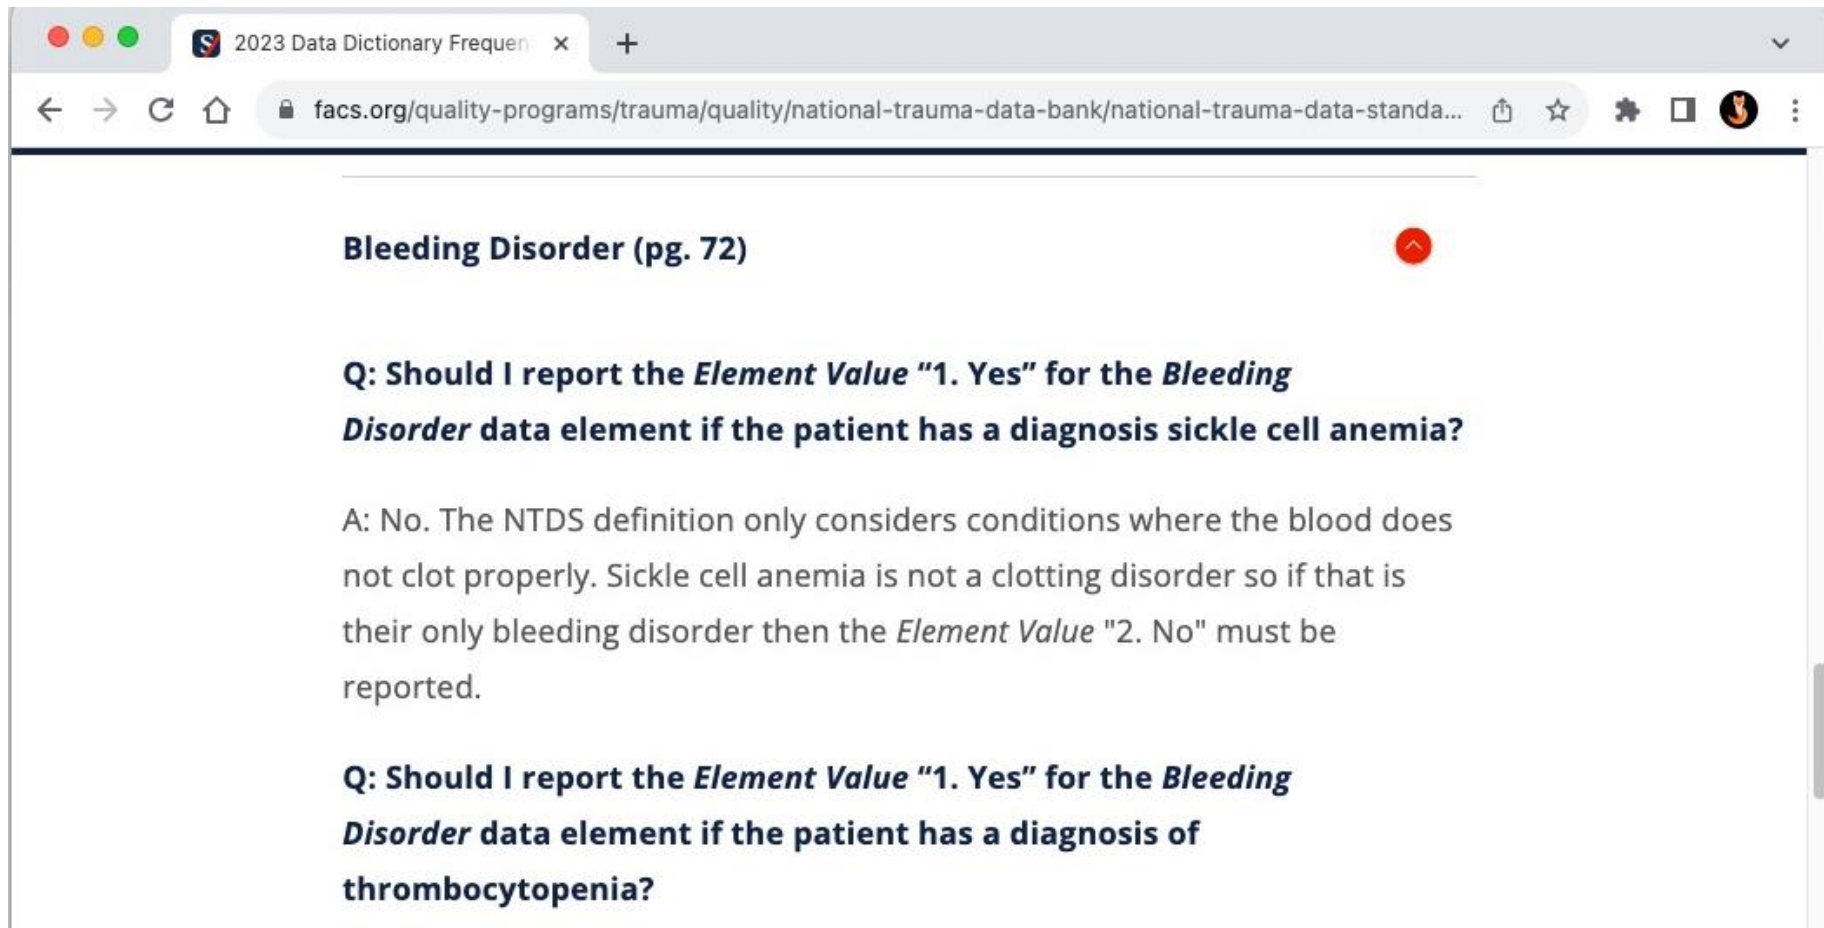 2023 Data Dictionary Frequen
facs.org/quality-programs/trauma/quality/national-trauma-data-bank/national-trauma-data-standa...
Bleeding Disorder (pg. 72)
Q: Should I report the Element Value “1. Yes” for the Bleeding
Disorder data element if the patient has a diagnosis sickle cell anemia?
A: No. The NTDS definition only considers conditions where the blood does
not clot properly. Sickle cell anemia is not a clotting disorder so if that is
their only bleeding disorder then the Element Value "2. No" must be
reported.
Q: Should I report the Element Value “1. Yes” for the Bleeding
Disorder data element if the patient has a diagnosis of
thrombocytopenia?